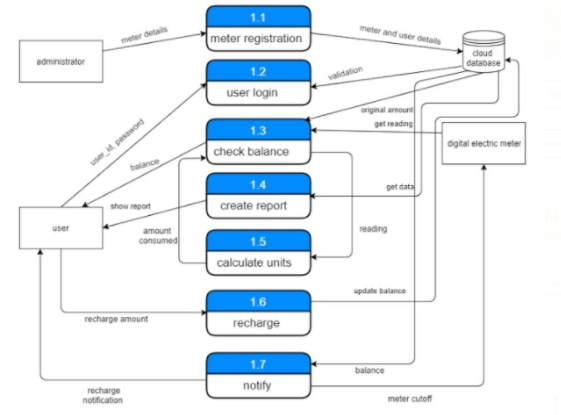 1.1
meter registration
meter details
meter and user details
administrator
cloud
database
1.2
user login
validation
original amount
get reading
user_id, password
1.3
check balance
digital electric meter
balance
1.4
create report
get data
show report
user
amount
consumed
reading
1.5
calculate units
1.6
recharge
update balance
recharge amount
1.7
notify
balance
recharge
notification
meter cutoff